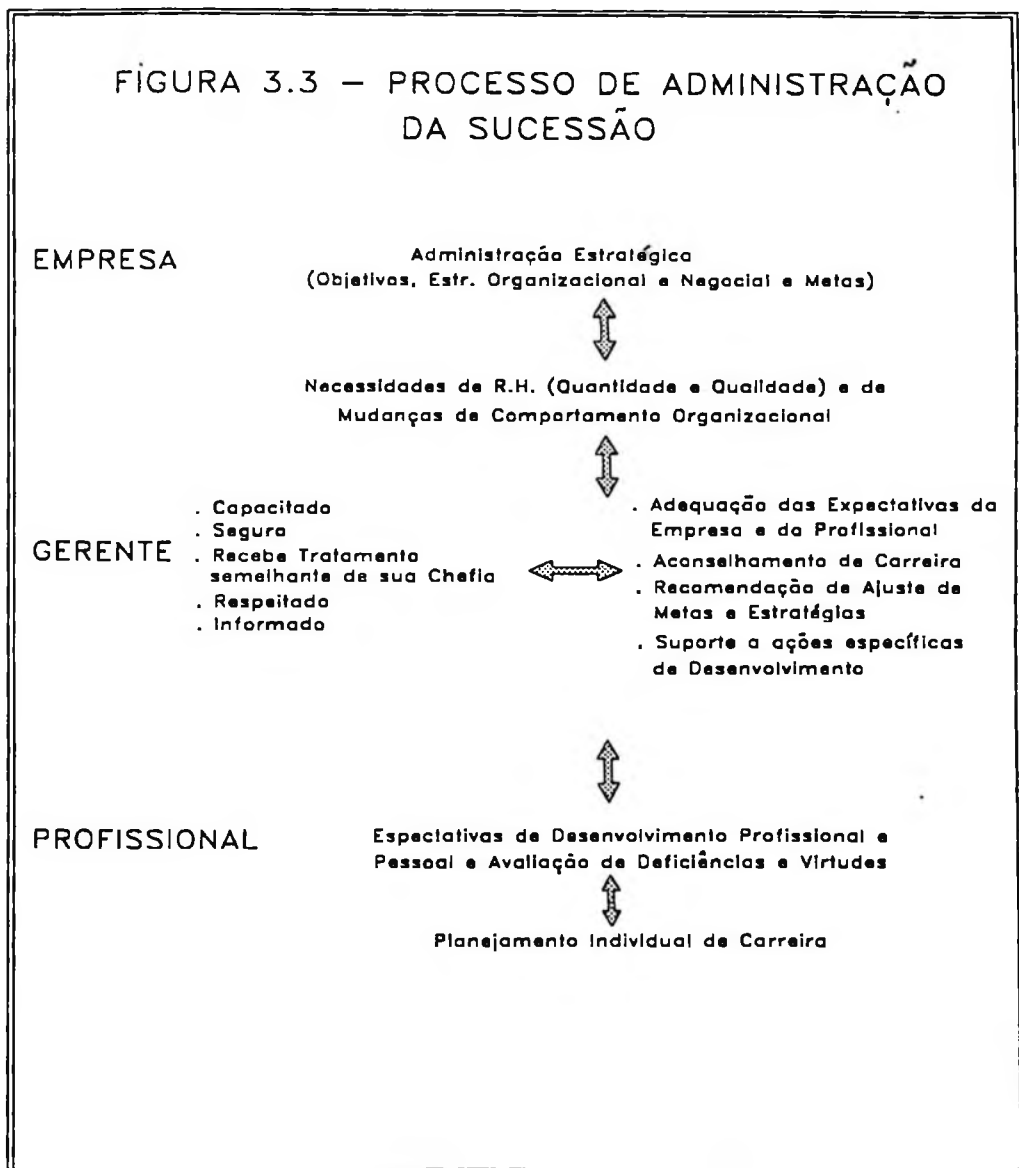 FIGURA 3.3 – PROCESSO DE ADMINISTRAÇÃO
DA SUCESSÃO
EMPRESA
Administração Estratégica
(Objetivos, Estr. Organizacional e Negocial e Metas)
Necessidades de R.H. (Quantidade e Qualidade) e de
Mudanças de Comportamento Organizacional
GERENTE
. Capacitado
. Seguro
. Recebe Tratamento
semelhante de sua Chefia
. Respeitado
. Informado
. Adequação das Expectativas da
Empresa e do Profissional
. Aconselhamento de Carreira
. Recomendação de Ajuste de
Metas e Estratégias
. Suporte a ações específicas
de Desenvolvimento
PROFISSIONAL
Espectativas de Desenvolvimento Profissional e
Pessoal e Avaliação de Deficiências e Virtudes
Planejamento Individual de Carreira